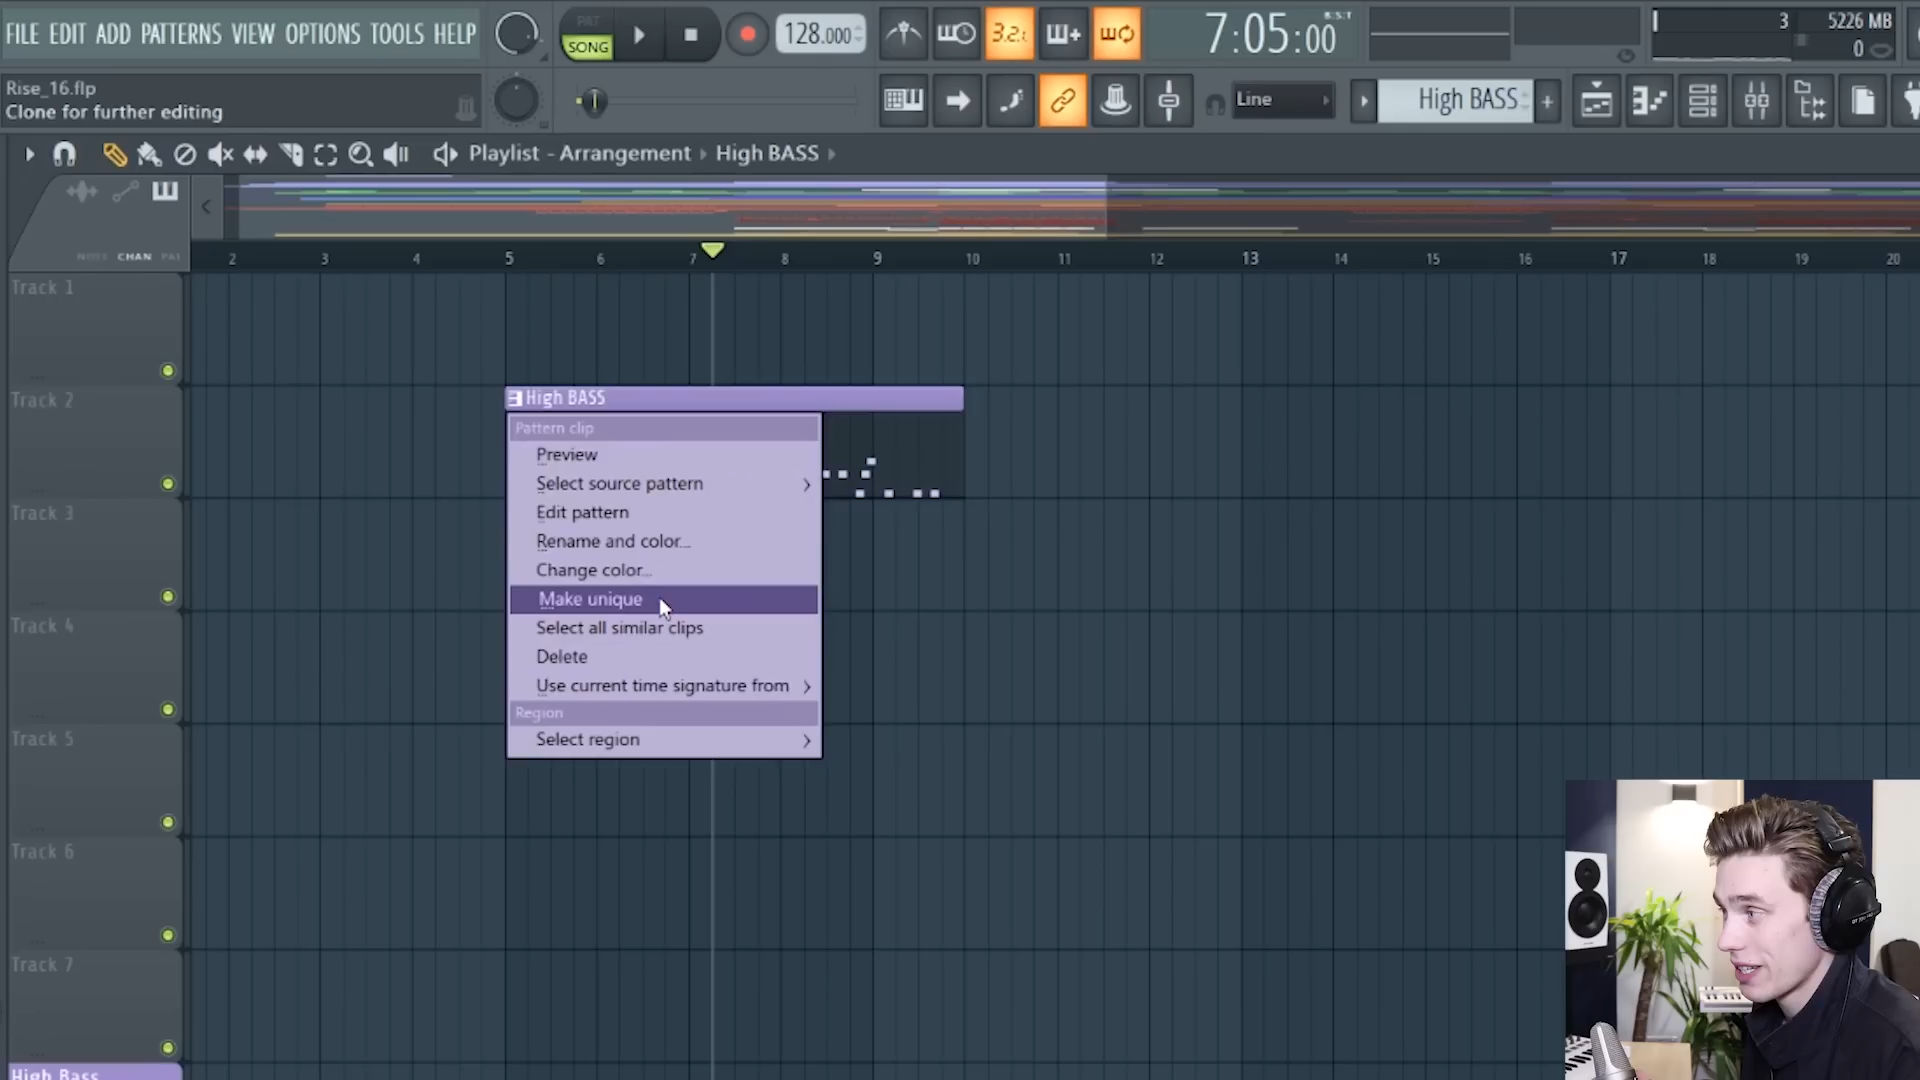 FILE EDIT ADD PATTERNS VIEW OPTIONS TOOLS HELP
PAT
SONG
128.000
3.2.
7:05:00
B:S:T
3
5226 MB
0
Rise_16.flp
Clone for further editing
Line
High BASS
Playlist - Arrangement › High BASS
NOTE CHAN PAT
2 3 4 5 6 7 8 9 10 11 12 13 14 15 16 17 18 19 20
Track 1
Track 2
Track 3
Track 4
Track 5
Track 6
Track 7
High Bass
High BASS
Pattern clip
Preview
Select source pattern
Edit pattern
Rename and color...
Change color...
Make unique
Select all similar clips
Delete
Use current time signature from
Region
Select region